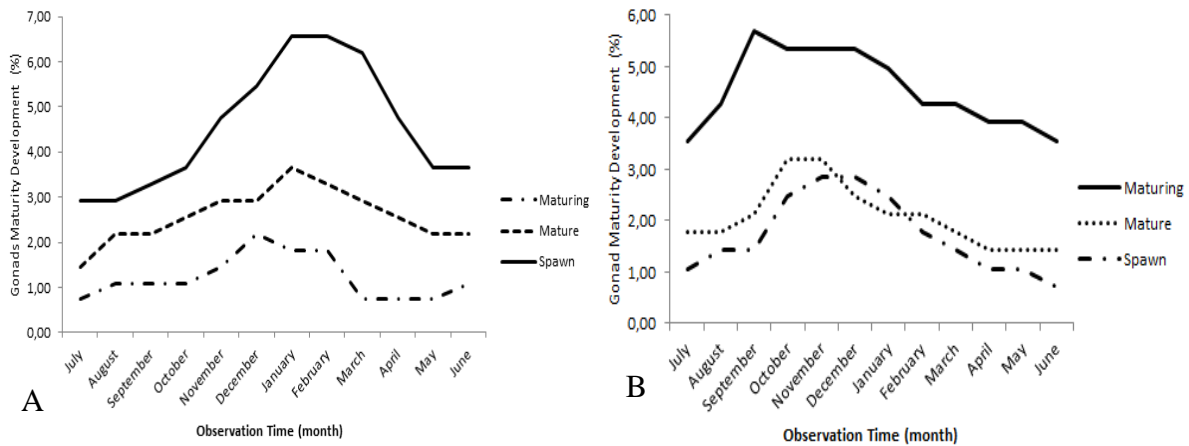 7,00
6,00
5,00
4,00
3,00
2,00
1,00
0,00
Gonads Maturity Development (%)
July
August
September
October
November
December
January
February
March
April
May
June
Observation Time (month)
Maturing
Mature
Spawn
A
6,00
5,00
4,00
3,00
2,00
1,00
0,00
Gonad Maturity Development (%)
July
August
September
October
November
December
January
February
March
April
May
June
Observation Time (month)
Maturing
Mature
Spawn
B